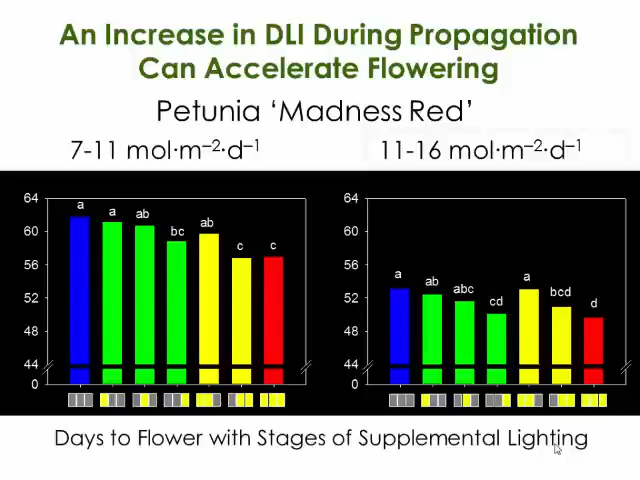 An Increase in DLI During Propagation
Can Accelerate Flowering
Petunia ‘Madness Red’
7-11 mol·m–2·d–1 11-16 mol·m–2·d–1
64 64
a
a ab
60 bc ab 60
c c
56 56
a ab abc cd a bcd d
52 52
48 48
44 44
0 0
Days to Flower with Stages of Supplemental Lighting